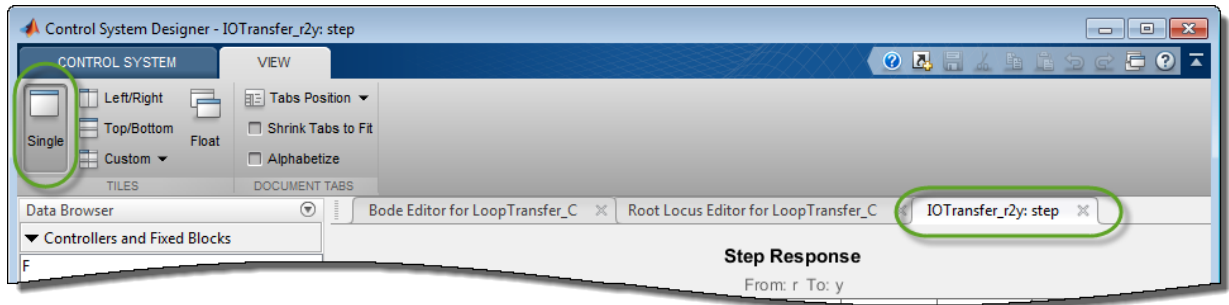 Control System Designer - IOTransfer_r2y: step
CONTROL SYSTEM VIEW
Left/Right Tabs Position
Top/Bottom Shrink Tabs to Fit
Single Float
Custom Alphabetize
TILES DOCUMENT TABS
Data Browser Bode Editor for LoopTransfer_C Root Locus Editor for LoopTransfer_C IOTransfer_r2y: step
Controllers and Fixed Blocks
Step Response
F
From: r To: y